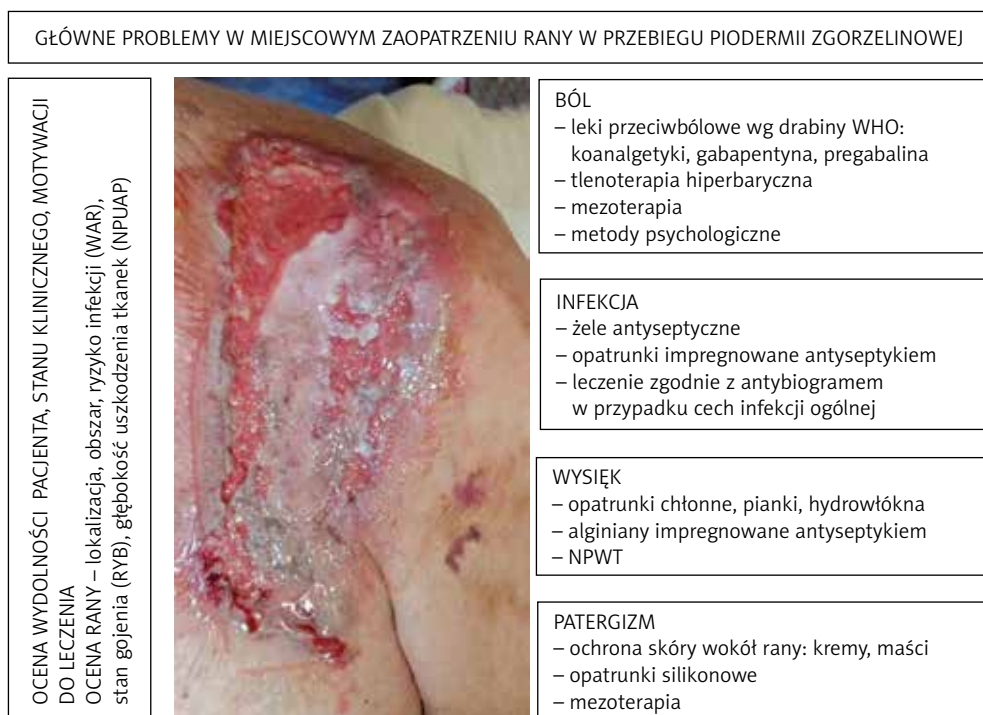 GŁÓWNE PROBLEMY W MIEJSCOWYM ZAOPATRZENIU RANY W PRZEBIEGU PIODERMII ZGORZELINOWEJ
OCENA WYDOLNOŚCI PACJENTA, STANU KLINICZNEGO, MOTYWACJI
DO LECZENIA
OCENA RANY – lokalizacja, obszar, ryzyko infekcji (WAR),
stan gojenia (RYB), głębokość uszkodzenia tkanek (NPUAP)
BÓL
– leki przeciwbólowe wg drabiny WHO:
koanalgetyki, gabapentyna, pregabalina
– tlenoterapia hiperbaryczna
– mezoterapia
– metody psychologiczne
INFEKCJA
– żele antyseptyczne
– opatrunki impregnowane antyseptykiem
– leczenie zgodnie z antybiogramem
w przypadku cech infekcji ogólnej
WYSIĘK
– opatrunki chłonne, pianki, hydrowłókna
– alginiany impregnowane antyseptykiem
– NPWT
PATERGIZM
– ochrona skóry wokół rany: kremy, maści
– opatrunki silikonowe
– mezoterapia